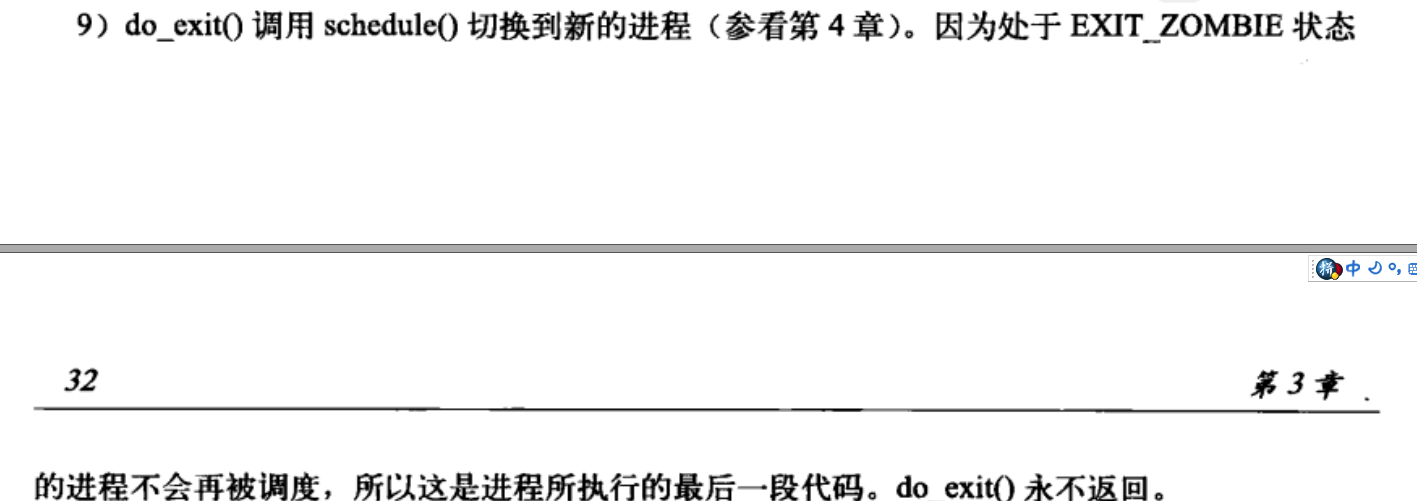 9）do_exit() 调用 schedule() 切换到新的进程（参看第 4 章）。因为处于 EXIT_ZOMBIE 状态
拼 中
32
第 3 章
的进程不会再被调度，所以这是进程所执行的最后一段代码。do_exit() 永不返回。